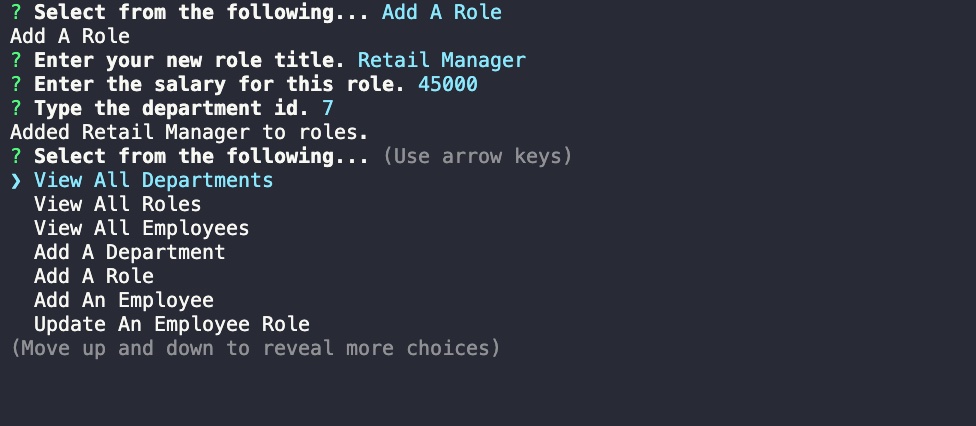 ? Select from the following... Add A Role
Add A Role
? Enter your new role title. Retail Manager
? Enter the salary for this role. 45000
? Type the department id. 7
Added Retail Manager to roles.
? Select from the following... (Use arrow keys)
❯ View All Departments
View All Roles
View All Employees
Add A Department
Add A Role
Add An Employee
Update An Employee Role
(Move up and down to reveal more choices)